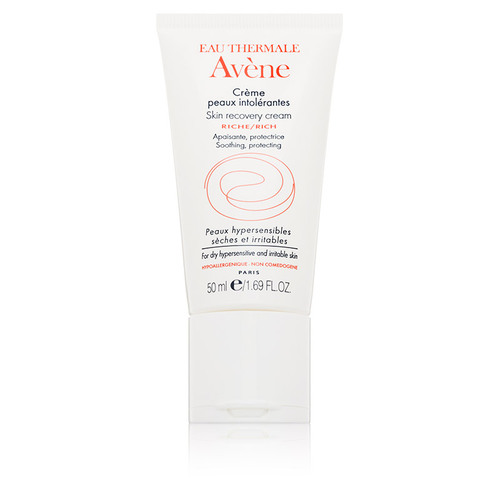 EAU THERMALE
Avène
Crème
peaux intolérantes
Skin recovery cream
RICHE/RICH
Apaisante, protectrice
Soothing, protecting
Peaux hypersensibles
sèches et irritables
For dry hypersensitive and irritable skin
HYPOALLERGENIQUE - NON COMEDOGENE
PARIS
50 ml e/1.69 FL.OZ.